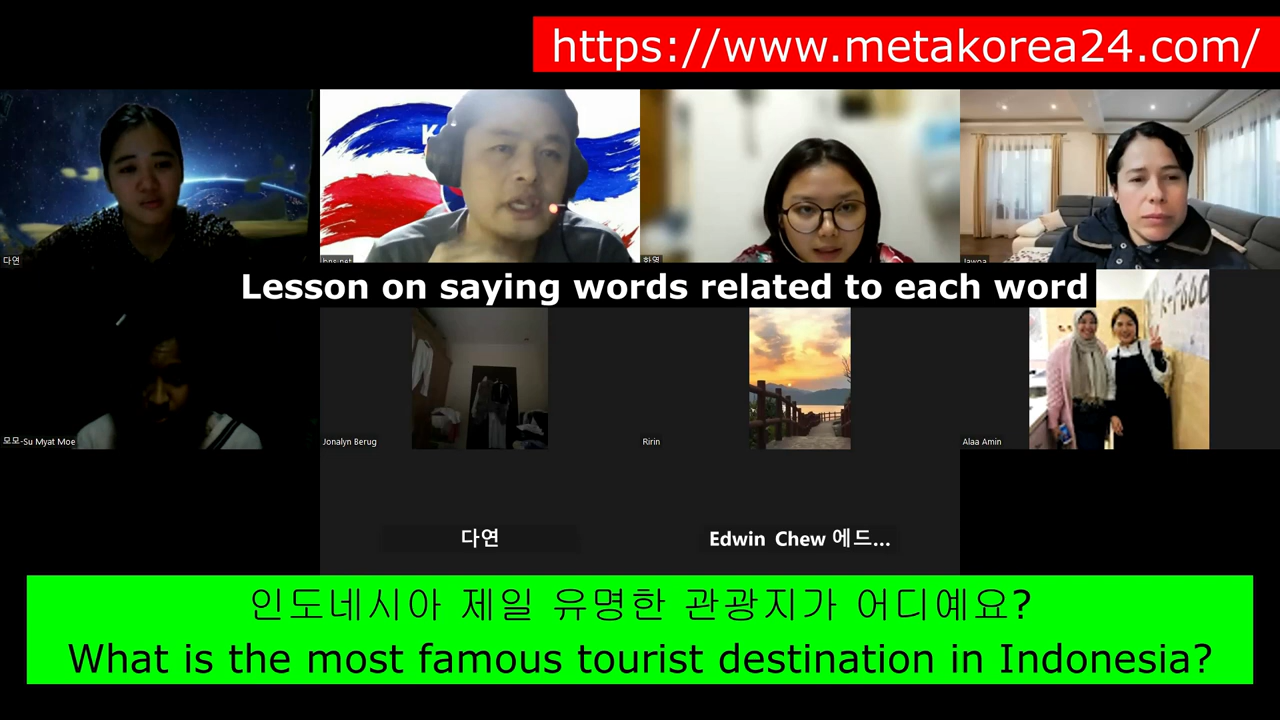 https://www.metakorea24.com/
다연
하영
Lesson on saying words related to each word
모모-Su Myat Moe
Jonalyn Berug
Ririn
Alaa Amin
다연
Edwin Chew 에드...
인도네시아 제일 유명한 관광지가 어디예요?
What is the most famous tourist destination in Indonesia?